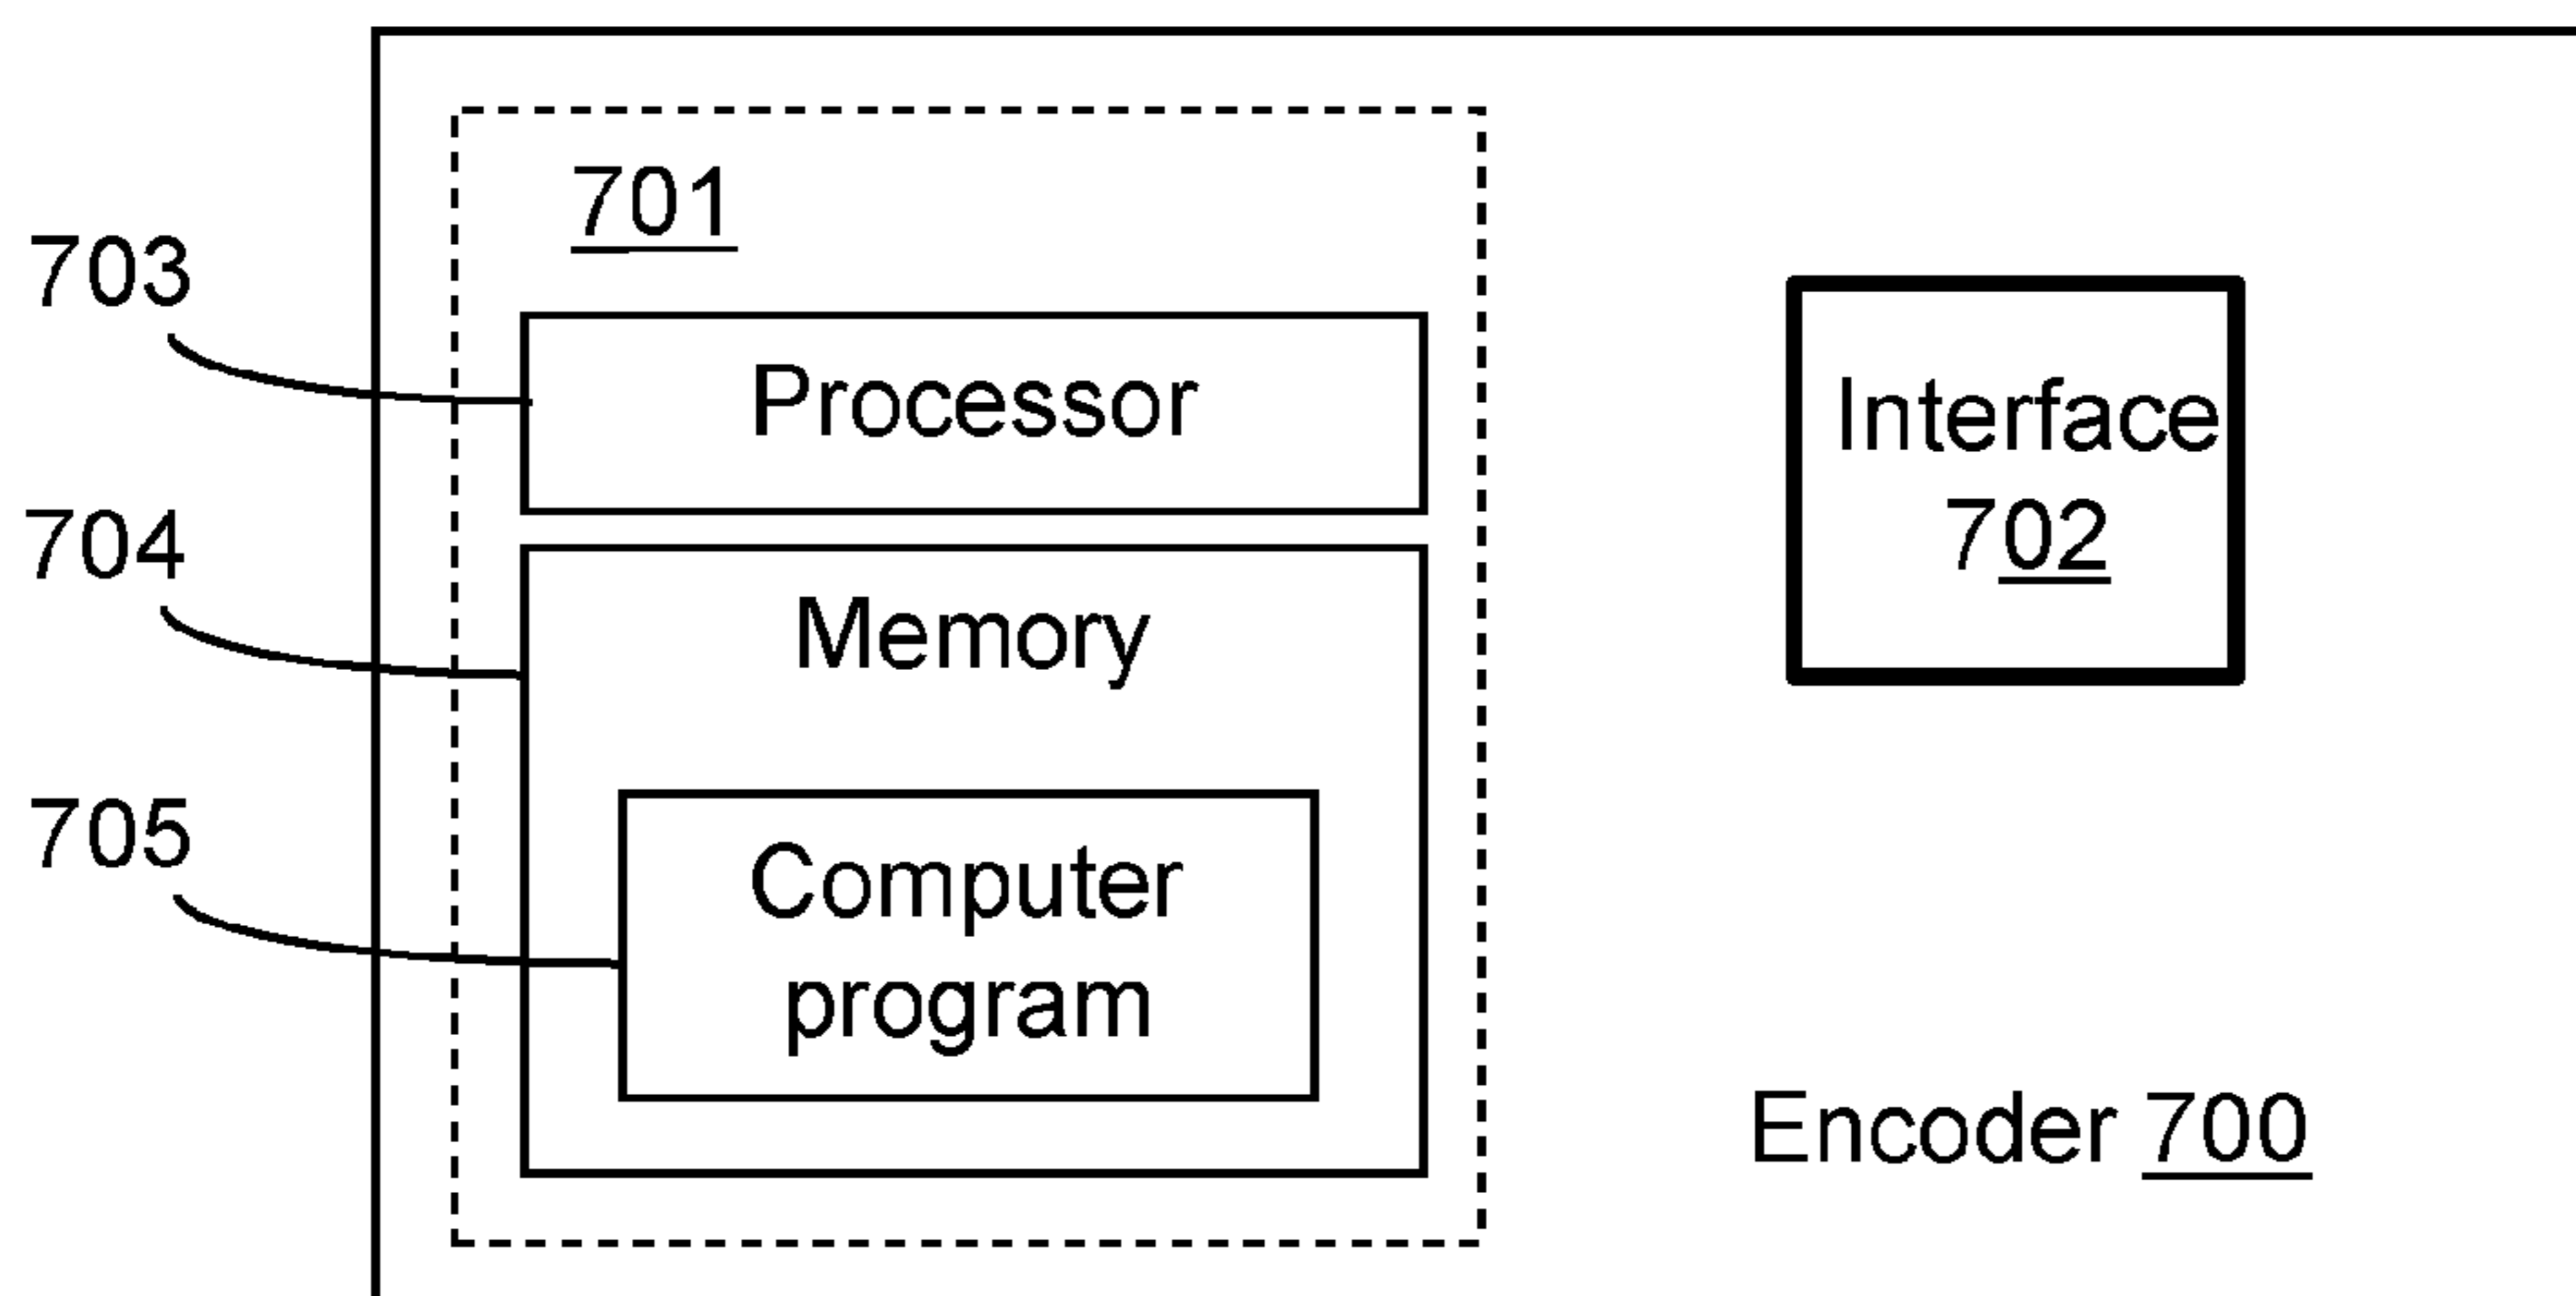 701
703
Processor
Interface
702
704
Memory
705
Computer
program
Encoder 700